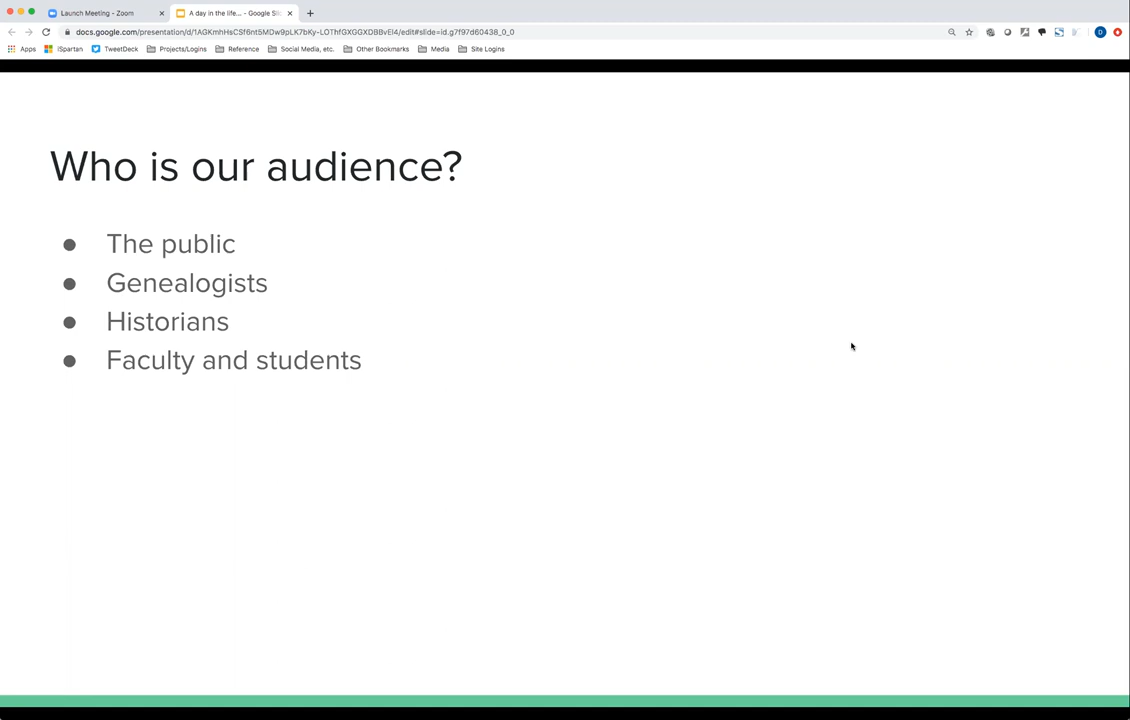 Launch Meeting - Zoom
A day in the life... - Google Sli
docs.google.com/presentation/d/1AGKmhHsCSf6nt5MDw9pLK7bKy-LOThfGXGGXDBBvEl4/edit#slide=id.g7f97d60438_0_0
Apps iSpartan TweetDeck Projects/Logins Reference Social Media, etc. Other Bookmarks Media Site Logins
Who is our audience?
● The public
● Genealogists
● Historians
● Faculty and students